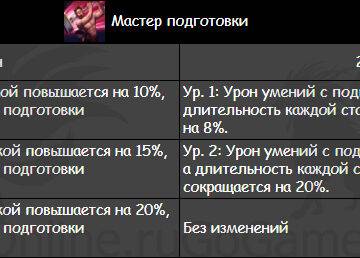 Мастер подготовки
кой повышается на 10%,
подготовки
Ур. 1: Урон умений с под
длительность каждой сто
на 8%.
кой повышается на 15%,
подготовки
Ур. 2: Урон умений с под
а длительность каждой с
сокращается на 20%.
кой повышается на 20%,
подготовки
Без изменений